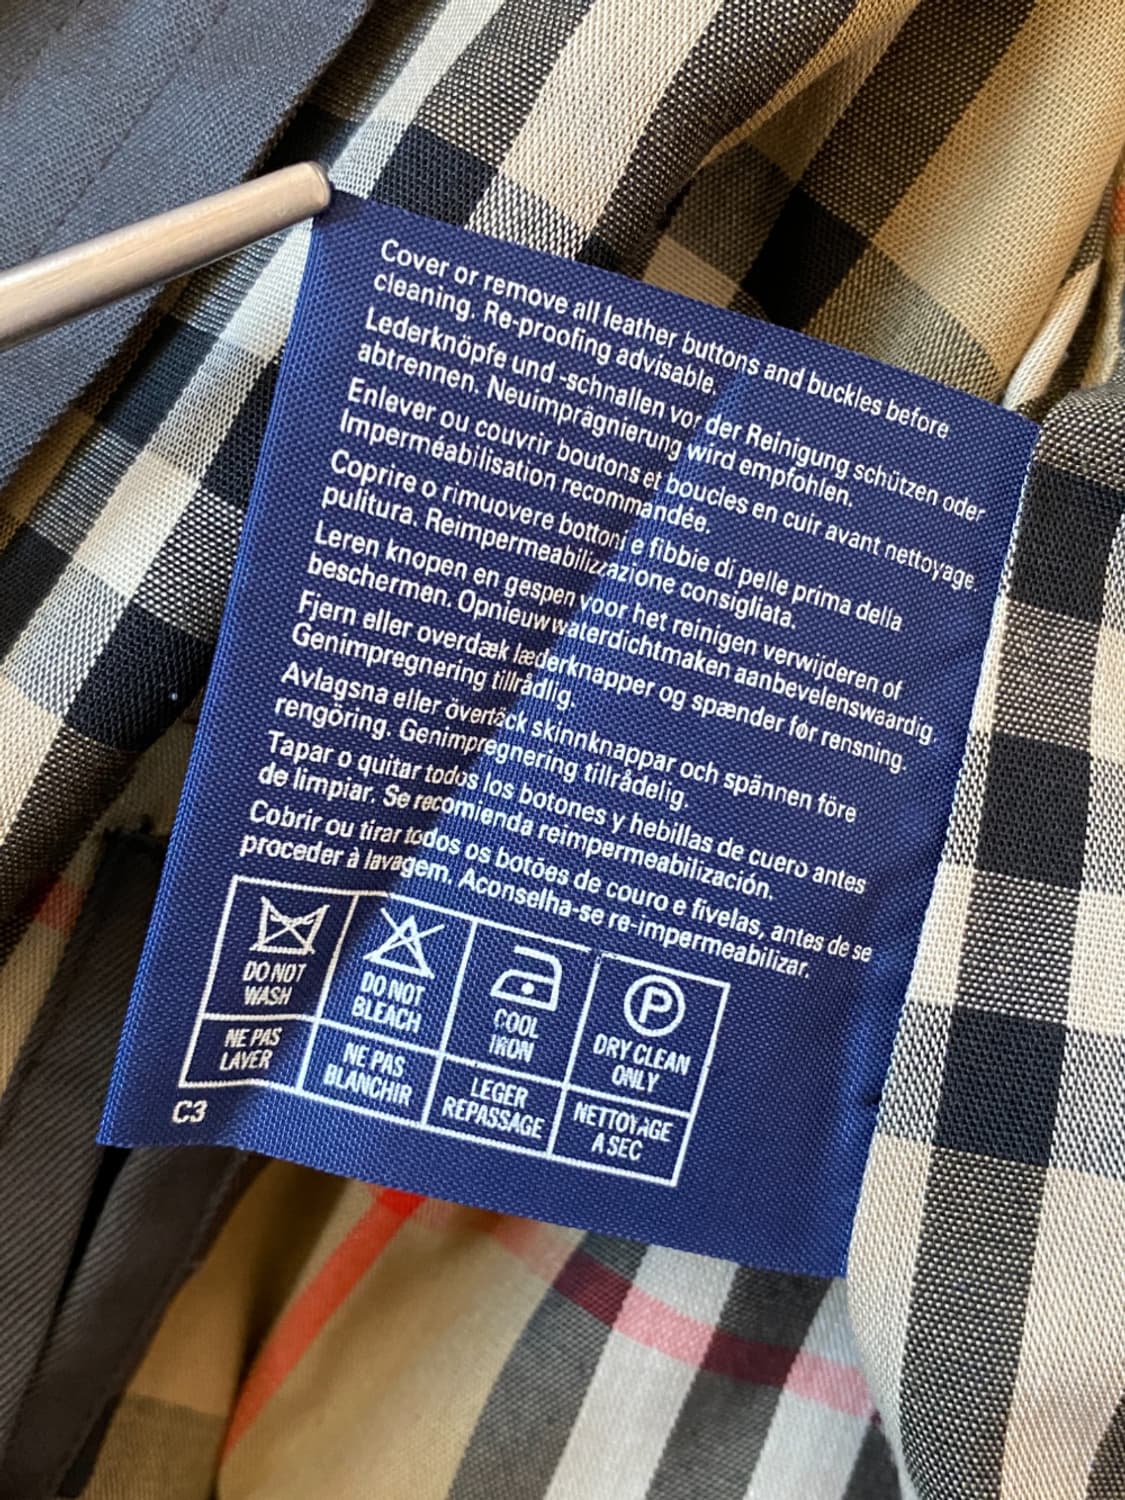 Cover or remove all leather buttons and buckles before
cleaning. Re-proofing advisable.
Lederknöpfe und -schnallen vor der Reinigung schützen oder
abtrennen. Neuimprägnierung wird empfohlen.
Enlever ou couvrir boutons et boucles en cuir avant nettoyage.
Imperméabilisation recommandée.
Coprire o rimuovere bottoni e fibbie di pelle prima della
pulitura. Reimpermeabilizzazione consigliata.
Leren knopen en gespen voor het reinigen verwijderen of
beschermen. Opnieuw waterdichtmaken aanbevelenswaardig.
Fjern eller overdæk læderknapper og spænder før rensning.
Genimpregnering tillrådlig.
Avlagsna eller övertäck skinnknappar och spännen före
rengöring. Genimpregnering tillrådelig.
Tapar o quitar todos los botones y hebillas de cuero antes
de limpiar. Se recomienda reimpermeabilización.
Cobrir ou tirar todos os botões de couro e fivelas, antes de se
proceder à lavagem. Aconselha-se re-impermeabilizar.
DO NOT
WASH
DO NOT
BLEACH
COOL
IRON
P
DRY CLEAN
ONLY
NE PAS
LAVER
NE PAS
BLANCHIR
LEGER
REPASSAGE
NETTOYAGE
A SEC
C3